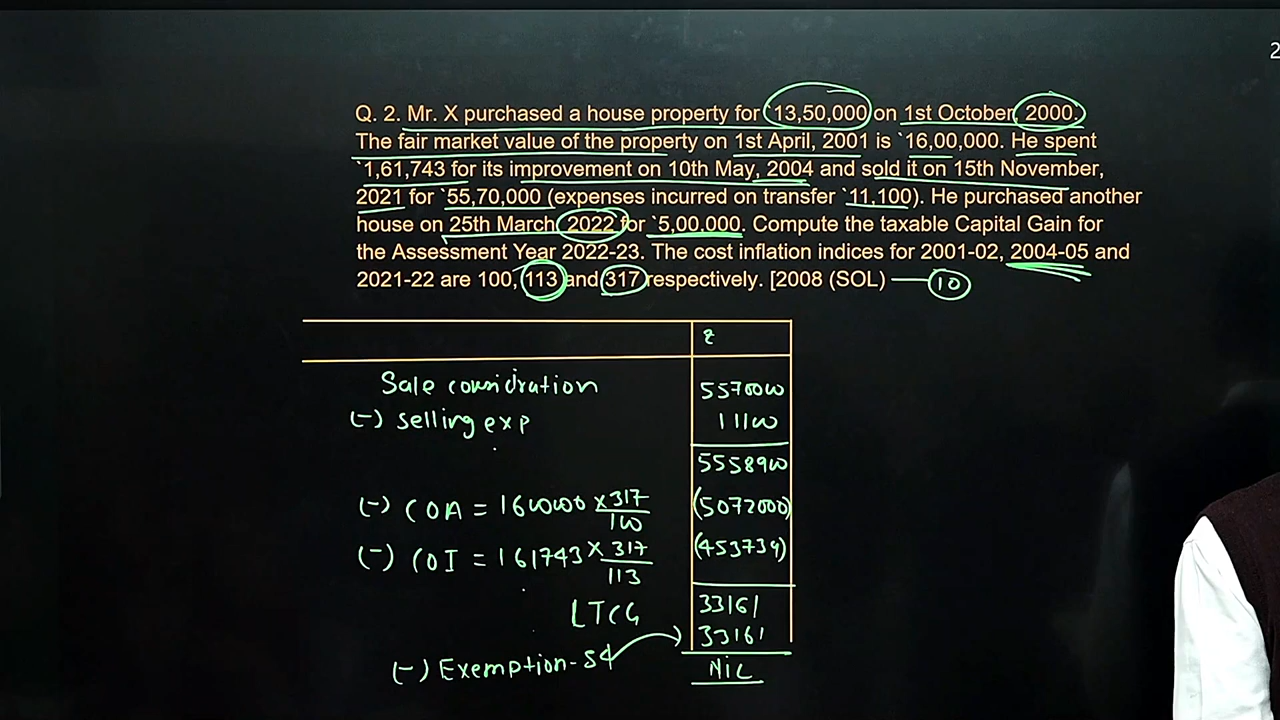 2
Q. 2. Mr. X purchased a house property for `13,50,000 on 1st October, 2000.
The fair market value of the property on 1st April, 2001 is `16,00,000. He spent
`1,61,743 for its improvement on 10th May, 2004 and sold it on 15th November,
2021 for `55,70,000 (expenses incurred on transfer `11,100). He purchased another
house on 25th March, 2022 for `5,00,000. Compute the taxable Capital Gain for
the Assessment Year 2022-23. The cost inflation indices for 2001-02, 2004-05 and
2021-22 are 100, 113 and 317 respectively. [2008 (SOL) — 10
₹
Sale considration 5570000
(-) Selling exp 11100
5558900
(-) COA = 1600000 × 317/100 (5072000)
(-) COI = 161743 × 317/113 (453739)
LTCG 33161
(-) Exemption-54 33161
NIL